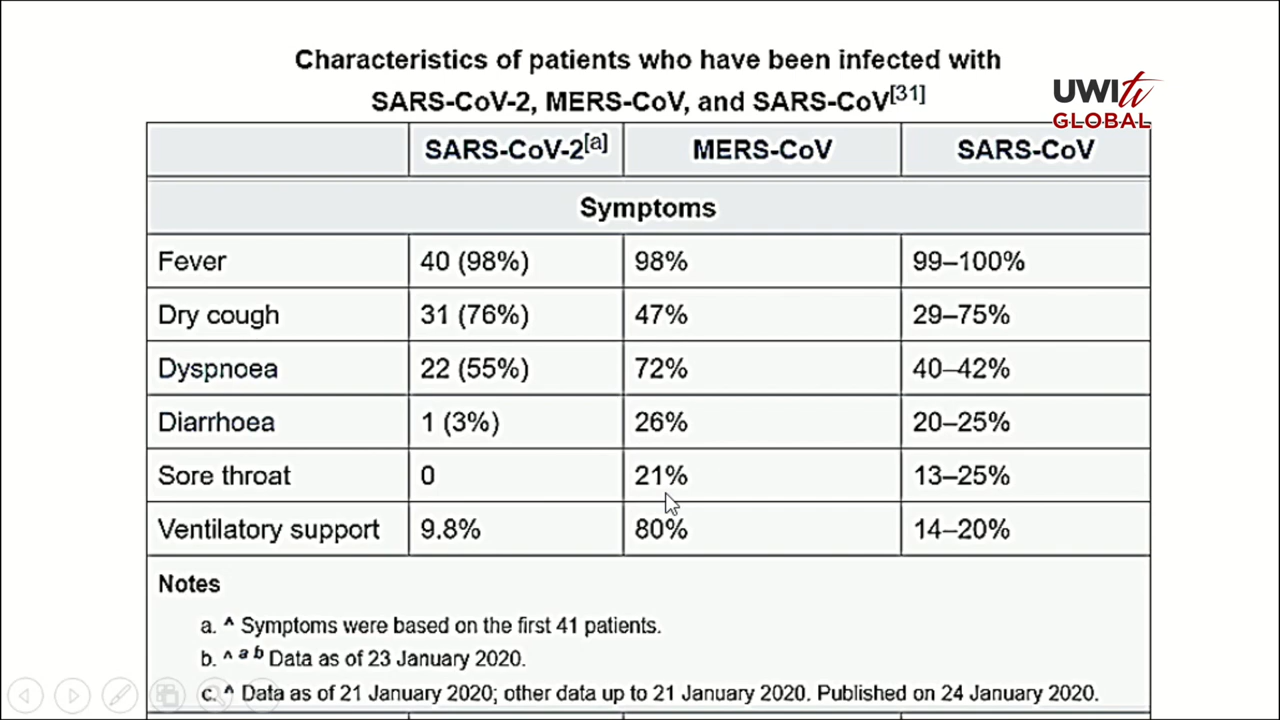 Characteristics of patients who have been infected with
SARS-CoV-2, MERS-CoV, and SARS-CoV[31]
UWItv
GLOBAL
SARS-CoV-2[a] MERS-CoV SARS-CoV
Symptoms
Fever 40 (98%) 98% 99–100%
Dry cough 31 (76%) 47% 29–75%
Dyspnoea 22 (55%) 72% 40–42%
Diarrhoea 1 (3%) 26% 20–25%
Sore throat 0 21% 13–25%
Ventilatory support 9.8% 80% 14–20%
Notes
a. ^ Symptoms were based on the first 41 patients.
b. ^ a b Data as of 23 January 2020.
c. ^ Data as of 21 January 2020; other data up to 21 January 2020. Published on 24 January 2020.